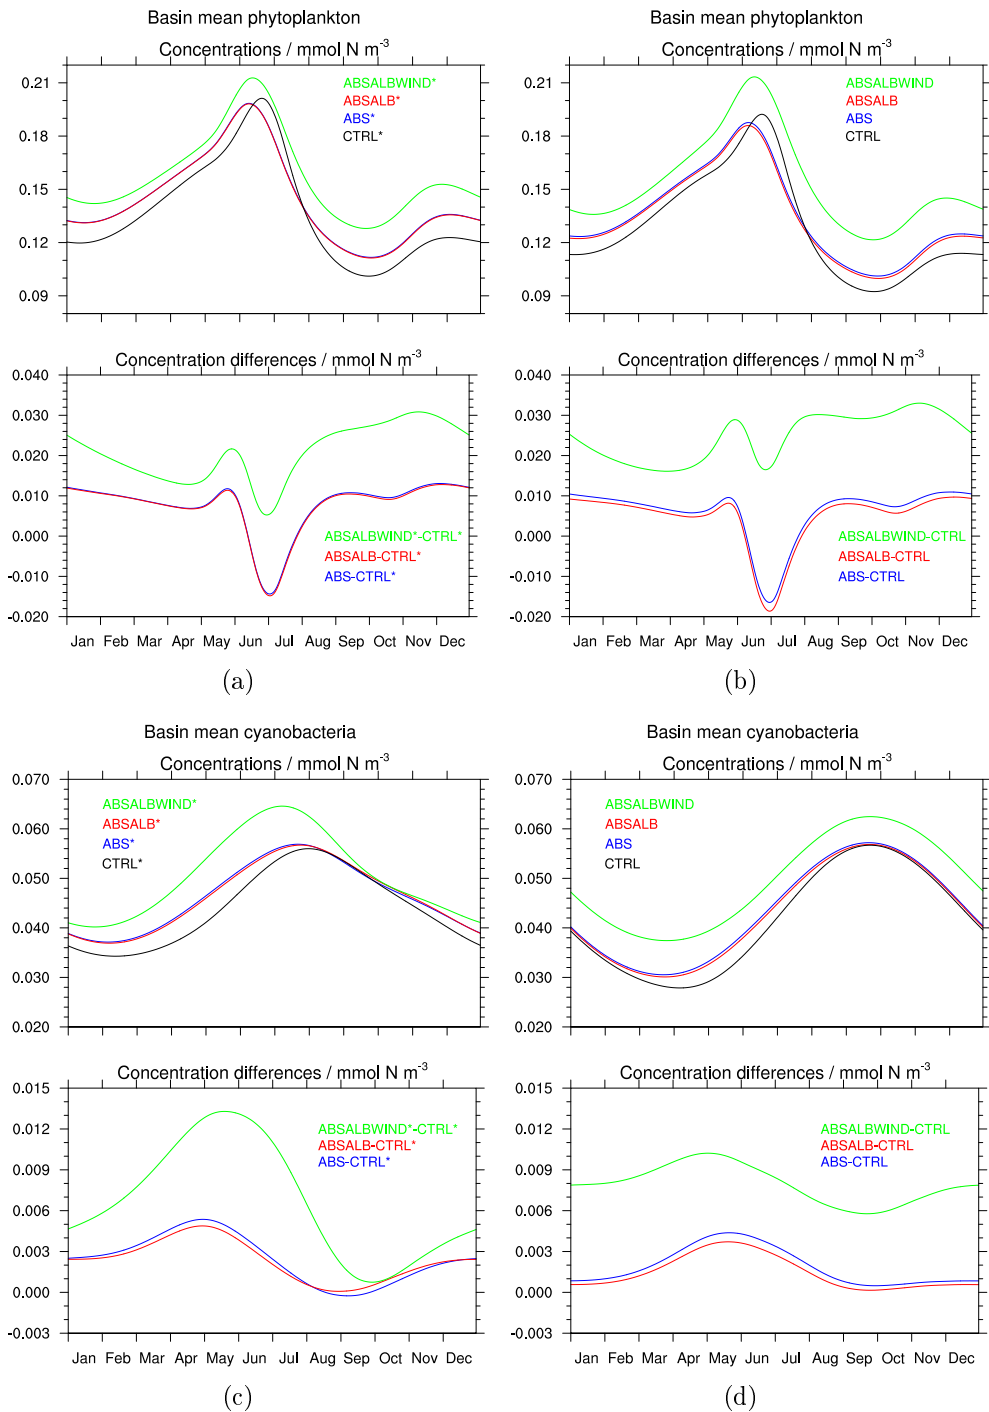 Basin mean phytoplankton
Concentrations / mmol N m⁻³
0.21
0.18
0.15
0.12
0.09
ABSALBWIND*
ABSALB*
ABS*
CTRL*
Concentration differences / mmol N m⁻³
0.040
0.030
0.020
0.010
0.000
-0.010
-0.020
ABSALBWIND*-CTRL*
ABSALB-CTRL*
ABS-CTRL*
Jan Feb Mar Apr May Jun Jul Aug Sep Oct Nov Dec
(a)
Basin mean phytoplankton
Concentrations / mmol N m⁻³
0.21
0.18
0.15
0.12
0.09
ABSALBWIND
ABSALB
ABS
CTRL
Concentration differences / mmol N m⁻³
0.040
0.030
0.020
0.010
0.000
-0.010
-0.020
ABSALBWIND-CTRL
ABSALB-CTRL
ABS-CTRL
Jan Feb Mar Apr May Jun Jul Aug Sep Oct Nov Dec
(b)
Basin mean cyanobacteria
Concentrations / mmol N m⁻³
0.070
0.060
0.050
0.040
0.030
0.020
ABSALBWIND*
ABSALB*
ABS*
CTRL*
Concentration differences / mmol N m⁻³
0.015
0.012
0.009
0.006
0.003
0.000
-0.003
ABSALBWIND*-CTRL*
ABSALB-CTRL*
ABS-CTRL*
Jan Feb Mar Apr May Jun Jul Aug Sep Oct Nov Dec
(c)
Basin mean cyanobacteria
Concentrations / mmol N m⁻³
0.070
0.060
0.050
0.040
0.030
0.020
ABSALBWIND
ABSALB
ABS
CTRL
Concentration differences / mmol N m⁻³
0.015
0.012
0.009
0.006
0.003
0.000
-0.003
ABSALBWIND-CTRL
ABSALB-CTRL
ABS-CTRL
Jan Feb Mar Apr May Jun Jul Aug Sep Oct Nov Dec
(d)